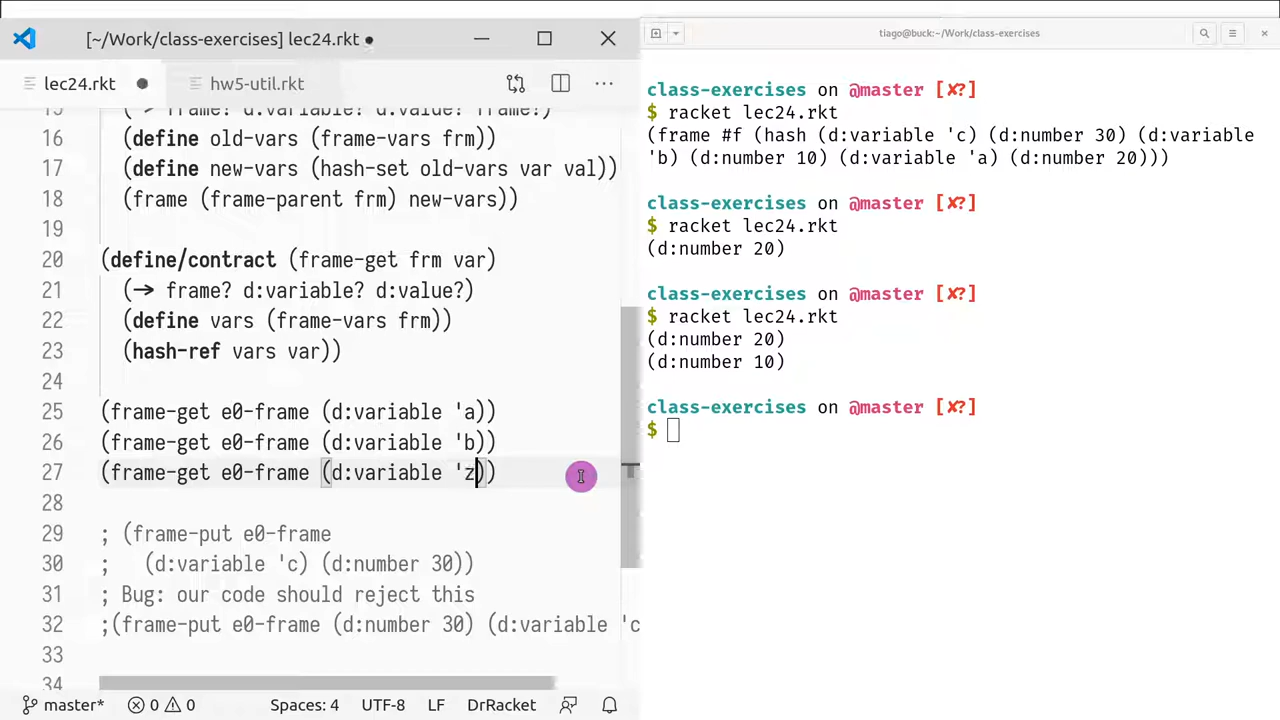 [~/Work/class-exercises] lec24.rkt ●
lec24.rkt ●
hw5-util.rkt
15 (-> frame? d:variable? d:value? frame?)
16 (define old-vars (frame-vars frm))
17 (define new-vars (hash-set old-vars var val))
18 (frame (frame-parent frm) new-vars))
19
20 (define/contract (frame-get frm var)
21 (-> frame? d:variable? d:value?)
22 (define vars (frame-vars frm))
23 (hash-ref vars var))
24
25 (frame-get e0-frame (d:variable 'a))
26 (frame-get e0-frame (d:variable 'b))
27 (frame-get e0-frame (d:variable 'z))
28
29 ; (frame-put e0-frame
30 ; (d:variable 'c) (d:number 30))
31 ; Bug: our code should reject this
32 ;(frame-put e0-frame (d:number 30) (d:variable 'c
33
34
master* 0 0 Spaces: 4 UTF-8 LF DrRacket
tiago@buck:~/Work/class-exercises
class-exercises on @master [✘?]
$ racket lec24.rkt
(frame #f (hash (d:variable 'c) (d:number 30) (d:variable
'b) (d:number 10) (d:variable 'a) (d:number 20)))
class-exercises on @master [✘?]
$ racket lec24.rkt
(d:number 20)
class-exercises on @master [✘?]
$ racket lec24.rkt
(d:number 20)
(d:number 10)
class-exercises on @master [✘?]
$